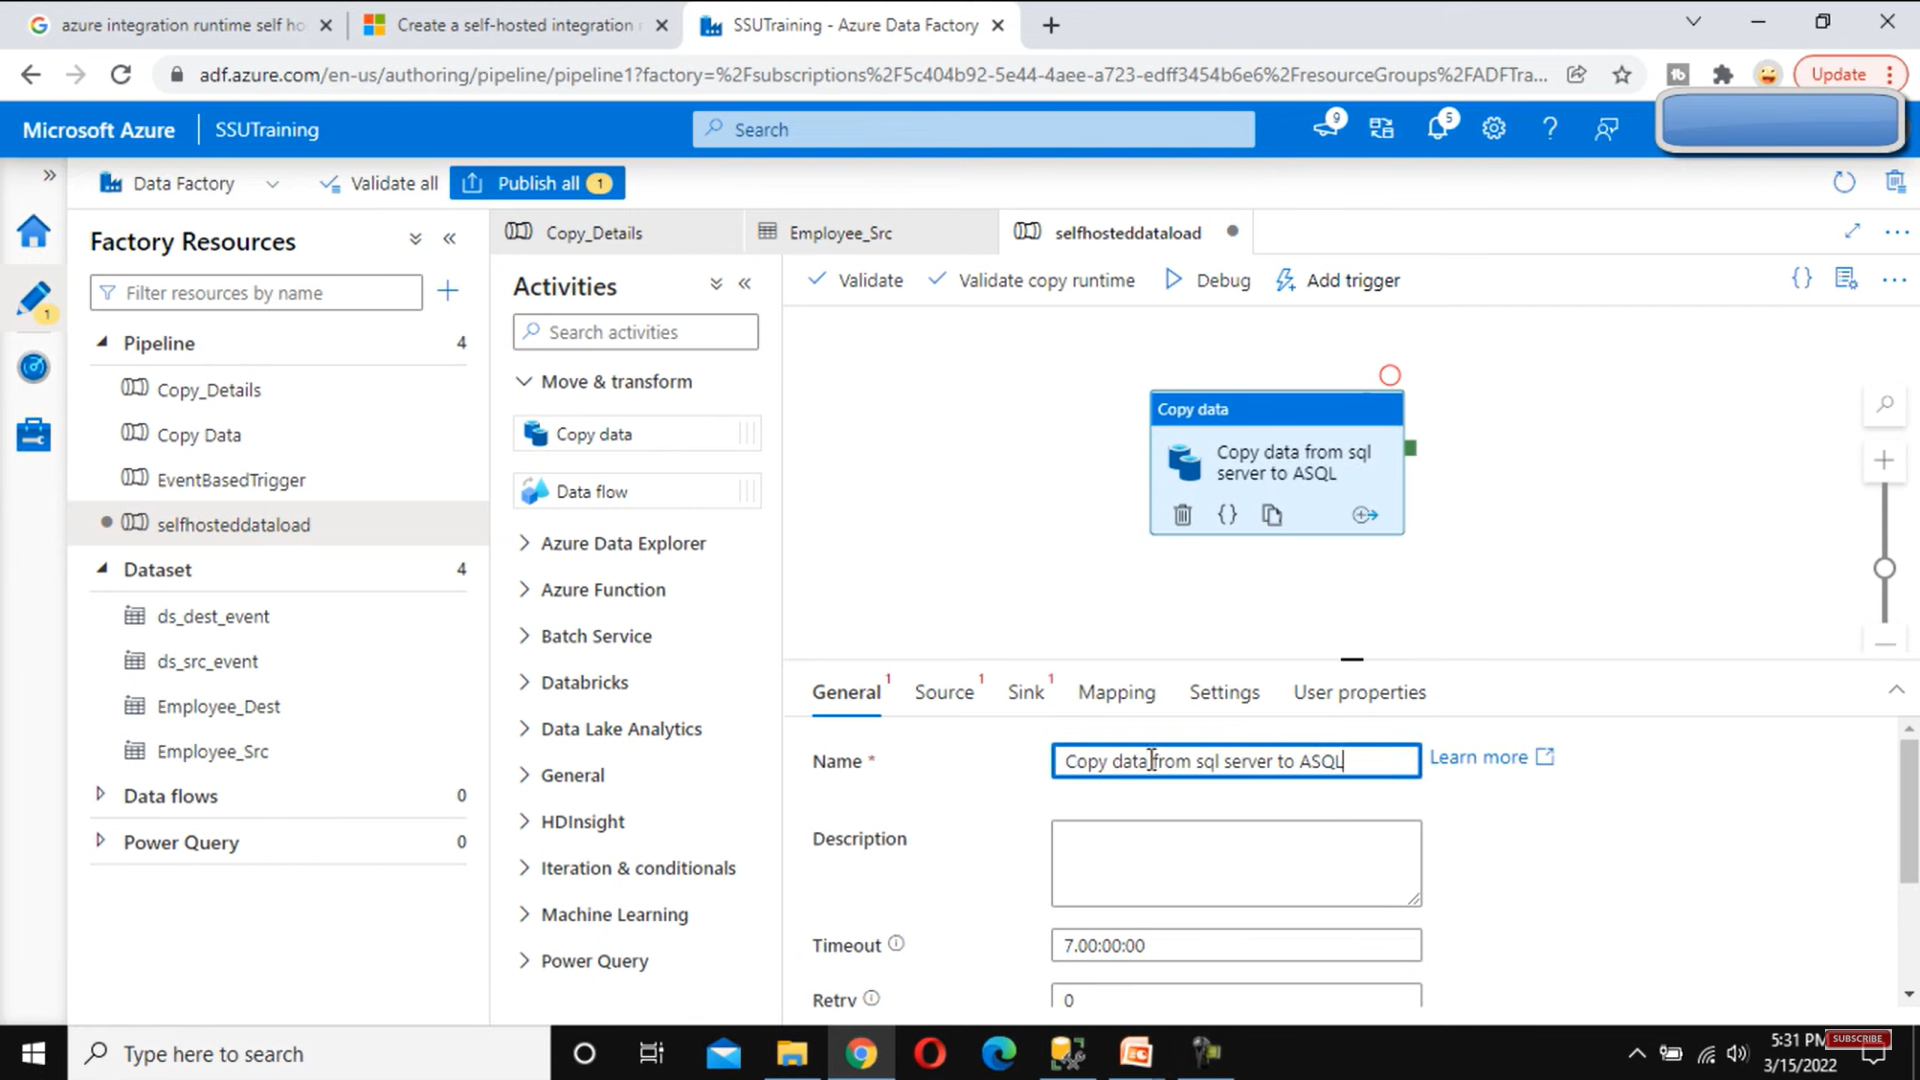 azure integration runtime self ho
Create a self-hosted integration r
SSUTraining - Azure Data Factory
adf.azure.com/en-us/authoring/pipeline/pipeline1?factory=%2Fsubscriptions%2F5c404b92-5e44-4aee-a723-edff3454b6e6%2FresourceGroups%2FADFTra...
Update
Microsoft Azure
SSUTraining
Search
9
5
Data Factory
Validate all
Publish all 1
Factory Resources
Filter resources by name
1
Pipeline 4
Copy_Details
Copy Data
EventBasedTrigger
selfhosteddataload
Dataset 4
ds_dest_event
ds_src_event
Employee_Dest
Employee_Src
Data flows 0
Power Query 0
Copy_Details
Employee_Src
selfhosteddataload
Activities
Search activities
Move & transform
Copy data
Data flow
Azure Data Explorer
Azure Function
Batch Service
Databricks
Data Lake Analytics
General
HDInsight
Iteration & conditionals
Machine Learning
Power Query
Validate
Validate copy runtime
Debug
Add trigger
Copy data
Copy data from sql
server to ASQL
General 1
Source 1
Sink 1
Mapping
Settings
User properties
Name *
Copy data from sql server to ASQL
Learn more
Description
Timeout
7.00:00:00
Retry
0
Type here to search
5:31 PM
3/15/2022
SUBSCRIBE